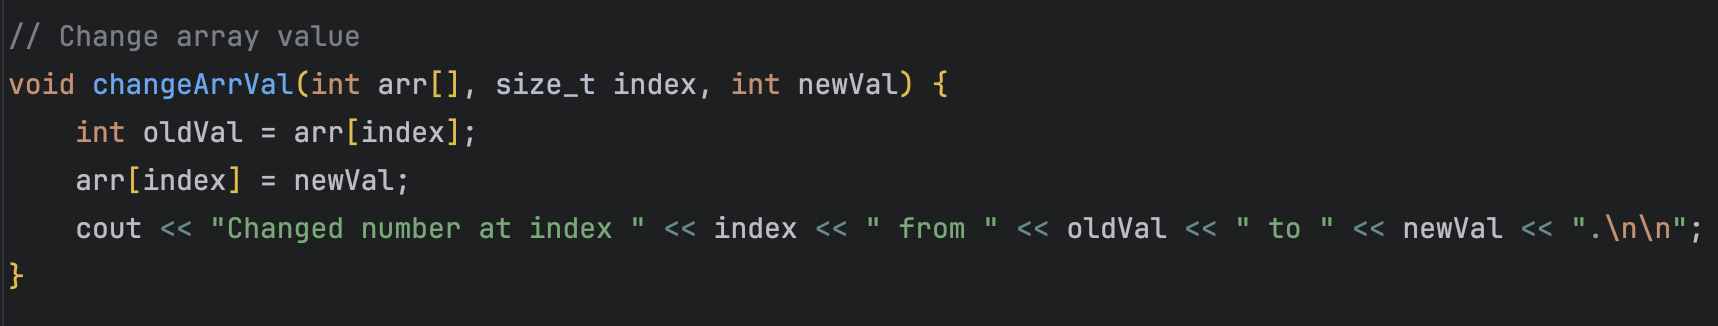 // Change array value
void changeArrVal(int arr[], size_t index, int newVal) {
    int oldVal = arr[index];
    arr[index] = newVal;
    cout << "Changed number at index " << index << " from " << oldVal << " to " << newVal << ".\n\n";
}